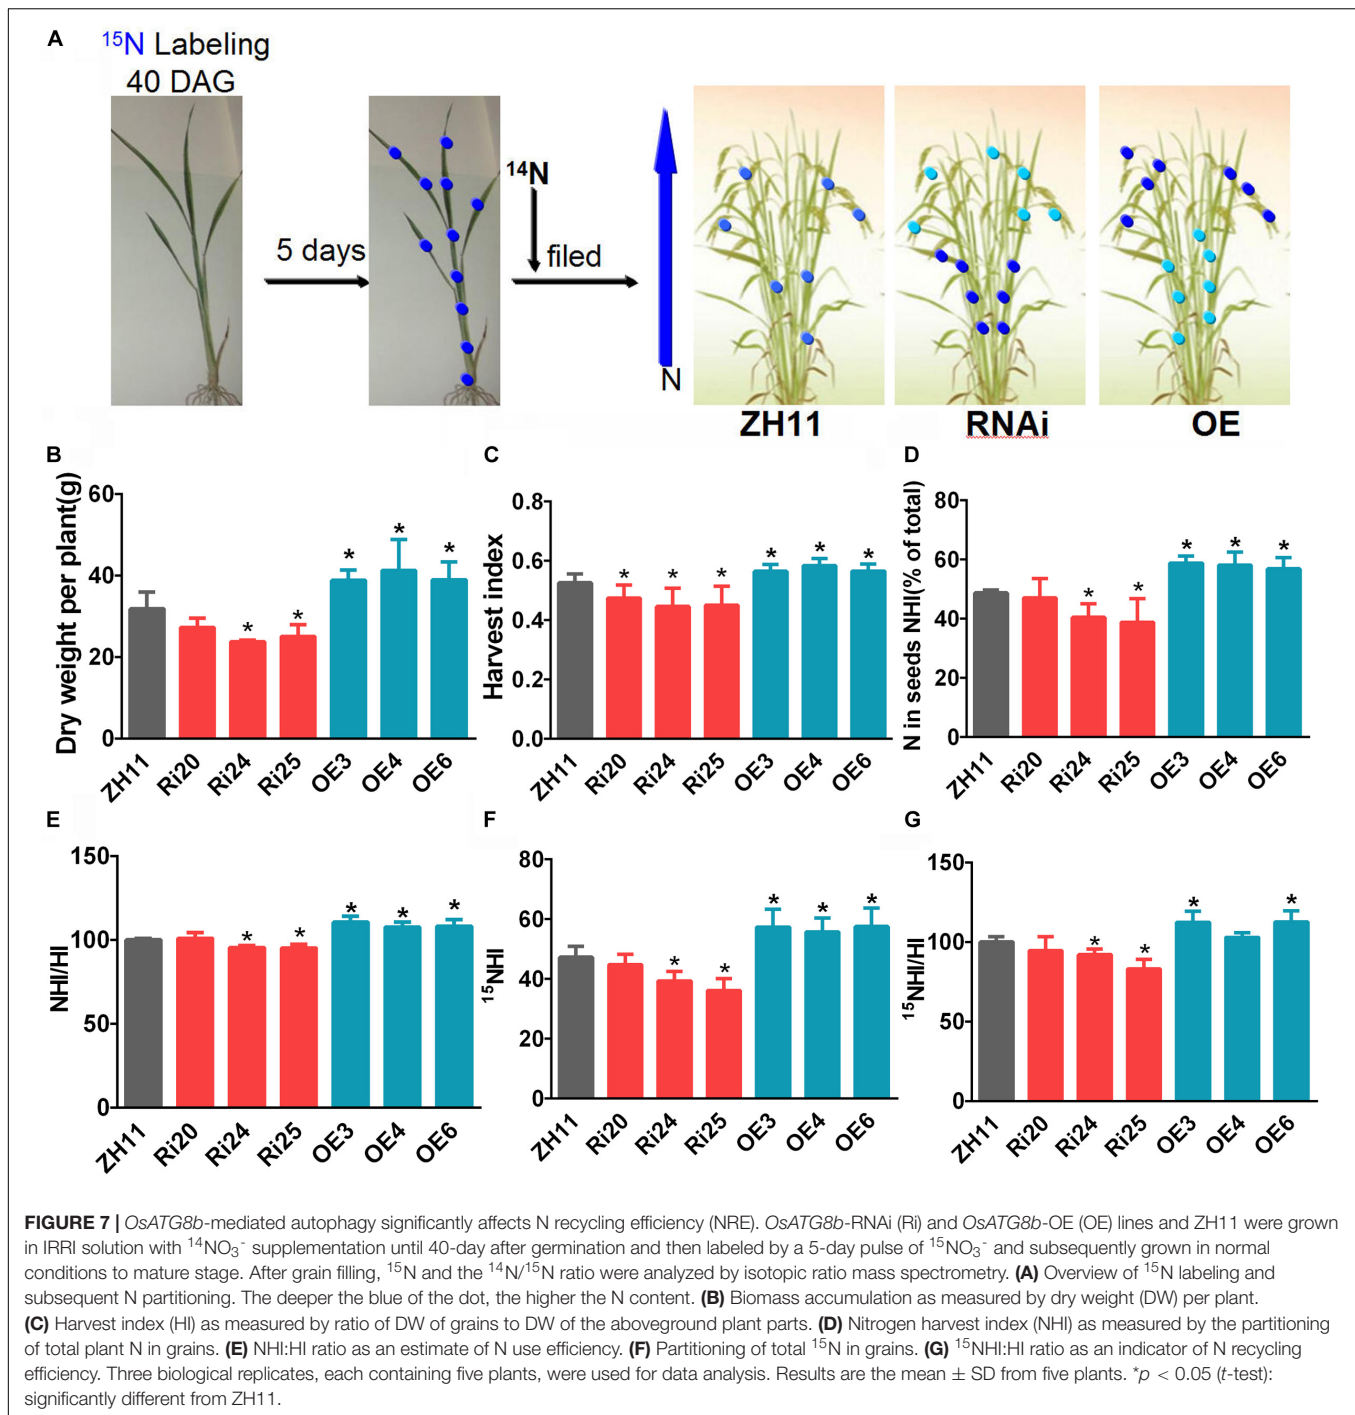 A
¹⁵N Labeling
40 DAG
5 days
¹⁴N
filed
N
ZH11
RNAi
OE
B
Dry weight per plant(g)
60
40
20
0
ZH11
Ri20
Ri24
Ri25
OE3
OE4
OE6
*
*
*
*
*
C
Harvest index
0.8
0.6
0.4
0.2
0.0
ZH11
Ri20
Ri24
Ri25
OE3
OE4
OE6
*
*
*
*
*
*
D
N in seeds NHI(% of total)
80
60
40
20
0
ZH11
Ri20
Ri24
Ri25
OE3
OE4
OE6
*
*
*
*
*
E
NHI/HI
150
100
50
0
ZH11
Ri20
Ri24
Ri25
OE3
OE4
OE6
*
*
*
*
*
F
¹⁵NHI
80
60
40
20
0
ZH11
Ri20
Ri24
Ri25
OE3
OE4
OE6
*
*
*
*
*
G
¹⁵NHI/HI
150
100
50
0
ZH11
Ri20
Ri24
Ri25
OE3
OE4
OE6
*
*
*
*
FIGURE 7 | OsATG8b-mediated autophagy significantly affects N recycling efficiency (NRE). OsATG8b-RNAi (Ri) and OsATG8b-OE (OE) lines and ZH11 were grown
in IRRI solution with ¹⁴NO₃⁻ supplementation until 40-day after germination and then labeled by a 5-day pulse of ¹⁵NO₃⁻ and subsequently grown in normal
conditions to mature stage. After grain filling, ¹⁵N and the ¹⁴N/¹⁵N ratio were analyzed by isotopic ratio mass spectrometry. (A) Overview of ¹⁵N labeling and
subsequent N partitioning. The deeper the blue of the dot, the higher the N content. (B) Biomass accumulation as measured by dry weight (DW) per plant.
(C) Harvest index (HI) as measured by ratio of DW of grains to DW of the aboveground plant parts. (D) Nitrogen harvest index (NHI) as measured by the partitioning
of total plant N in grains. (E) NHI:HI ratio as an estimate of N use efficiency. (F) Partitioning of total ¹⁵N in grains. (G) ¹⁵NHI:HI ratio as an indicator of N recycling
efficiency. Three biological replicates, each containing five plants, were used for data analysis. Results are the mean ± SD from five plants. *p < 0.05 (t-test):
significantly different from ZH11.